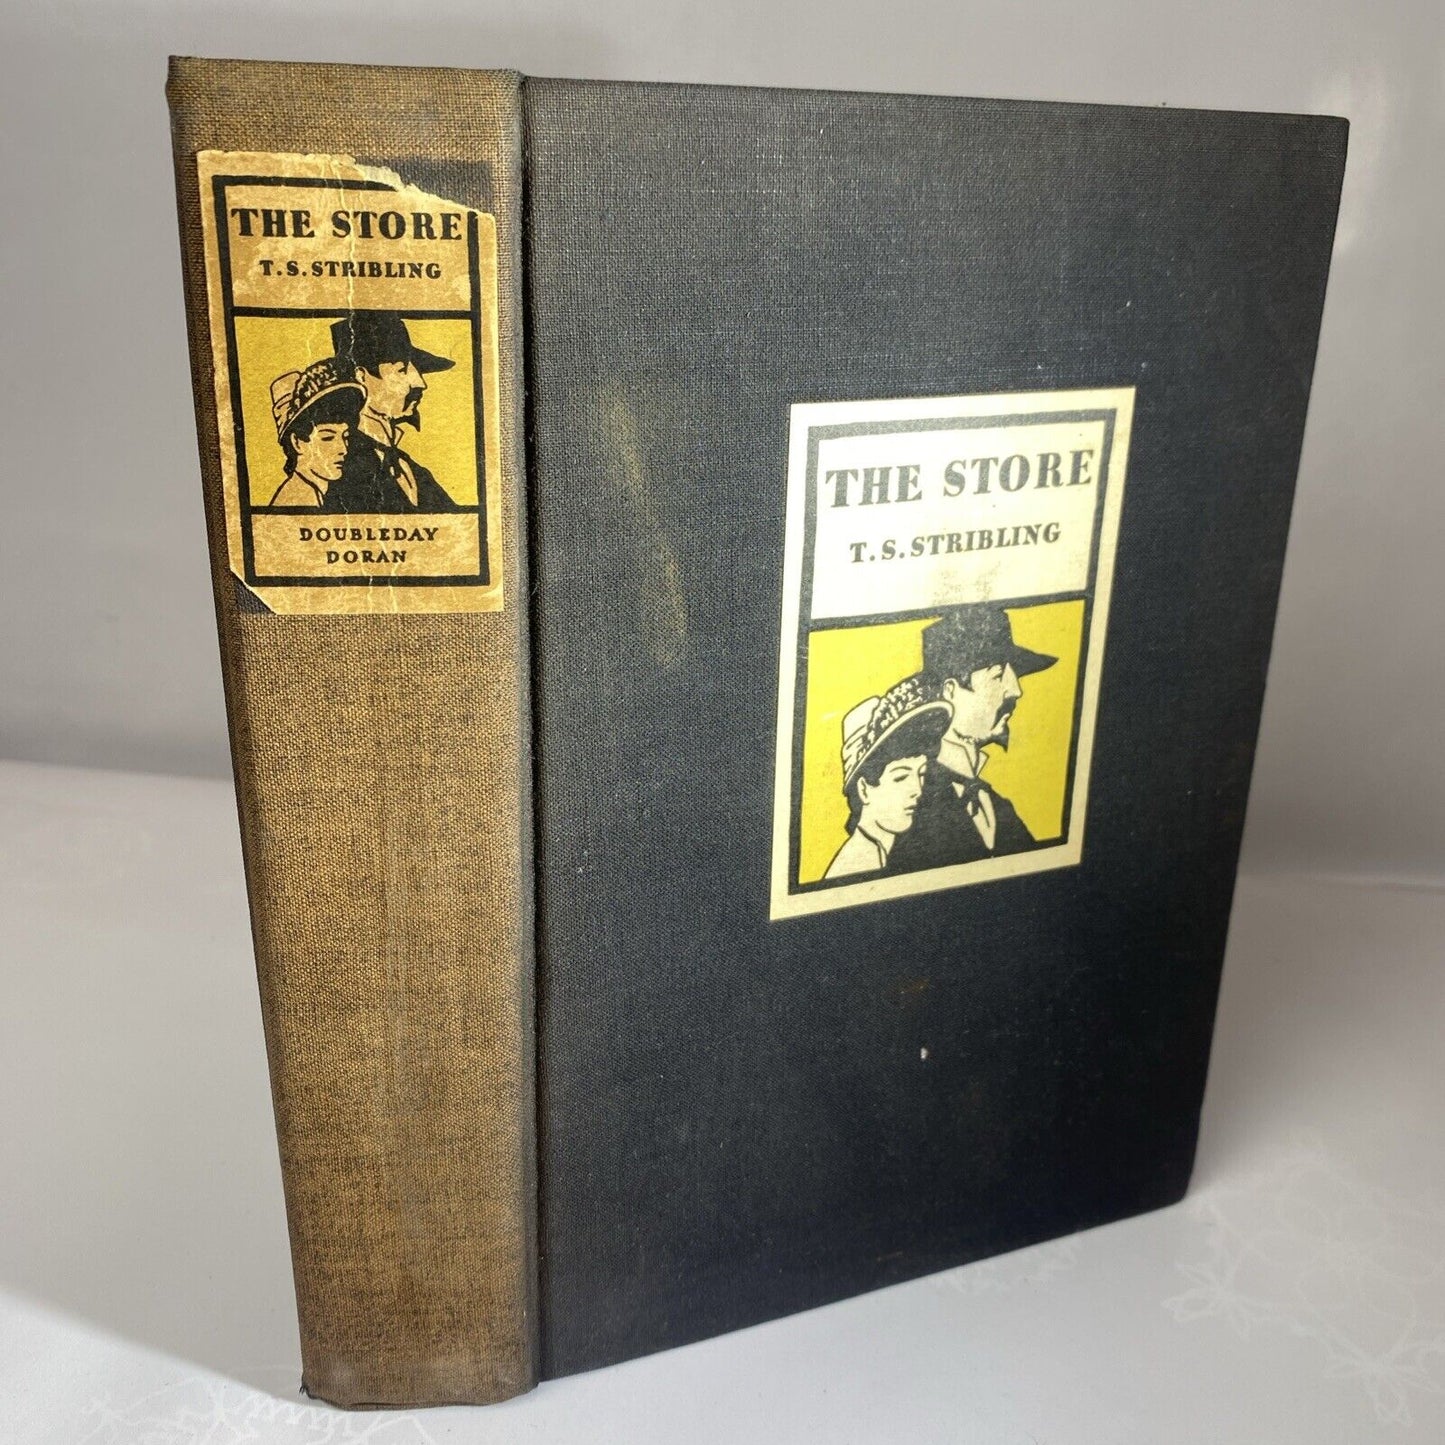 THE STORE
T.S.STRIBLING
DOUBLEDAY
DORAN
THE STORE
T.S.STRIBLING